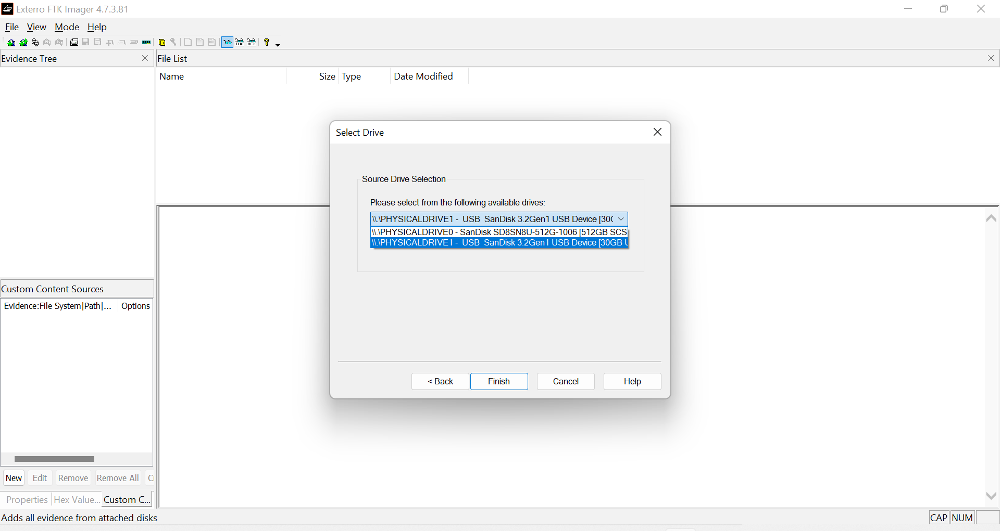 Exterro FTK Imager 4.7.3.81
File View Mode Help
TEXT HEX
Evidence Tree
File List
Name Size Type Date Modified
Select Drive
Source Drive Selection
Please select from the following available drives:
\\.\PHYSICALDRIVE1 - USB SanDisk 3.2Gen1 USB Device [30
\\.\PHYSICALDRIVE0 - SanDisk SD8SN8U-512G-1006 [512GB SCS
\\.\PHYSICALDRIVE1 - USB SanDisk 3.2Gen1 USB Device [30GB
Custom Content Sources
Evidence:File System|Path|... Options
< Back Finish Cancel Help
New Edit Remove Remove All
Properties Hex Value... Custom C...
Adds all evidence from attached disks
CAP NUM